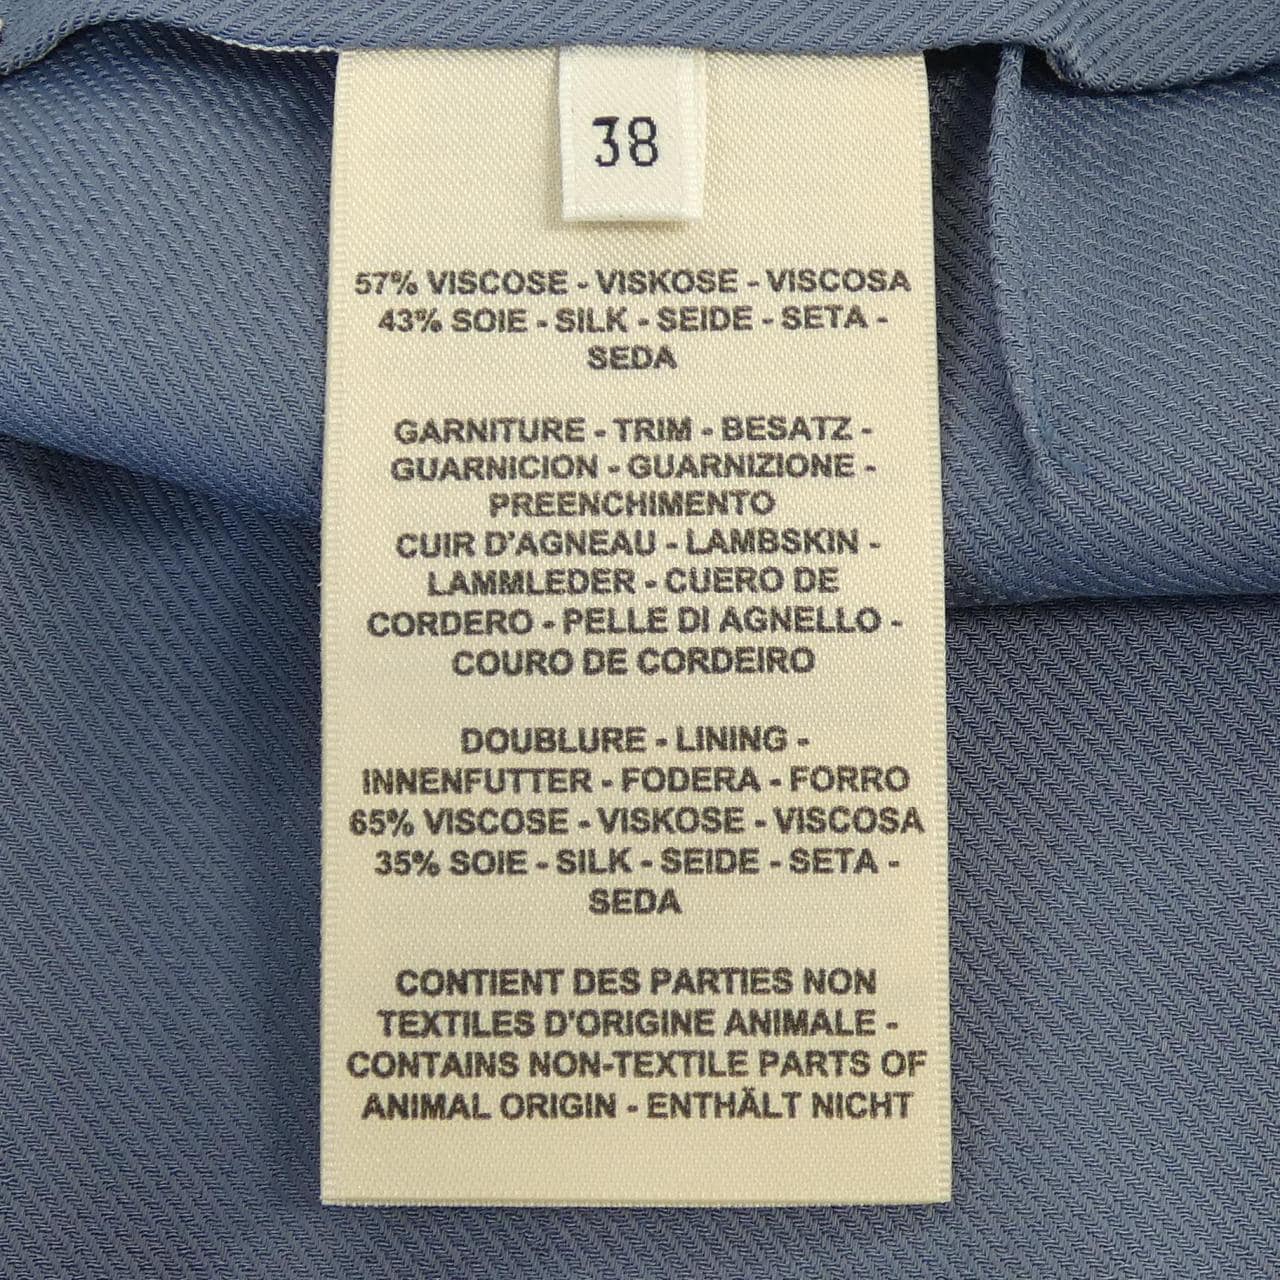 38
57% VISCOSE - VISKOSE - VISCOSA
43% SOIE - SILK - SEIDE - SETA -
SEDA
GARNITURE - TRIM - BESATZ -
GUARNICION - GUARNIZIONE -
PREENCHIMENTO
CUIR D'AGNEAU - LAMBSKIN -
LAMMLEDER - CUERO DE
CORDERO - PELLE DI AGNELLO -
COURO DE CORDEIRO
DOUBLURE - LINING -
INNENFUTTER - FODERA - FORRO
65% VISCOSE - VISKOSE - VISCOSA
35% SOIE - SILK - SEIDE - SETA -
SEDA
CONTIENT DES PARTIES NON
TEXTILES D'ORIGINE ANIMALE -
CONTAINS NON-TEXTILE PARTS OF
ANIMAL ORIGIN - ENTHÄLT NICHT